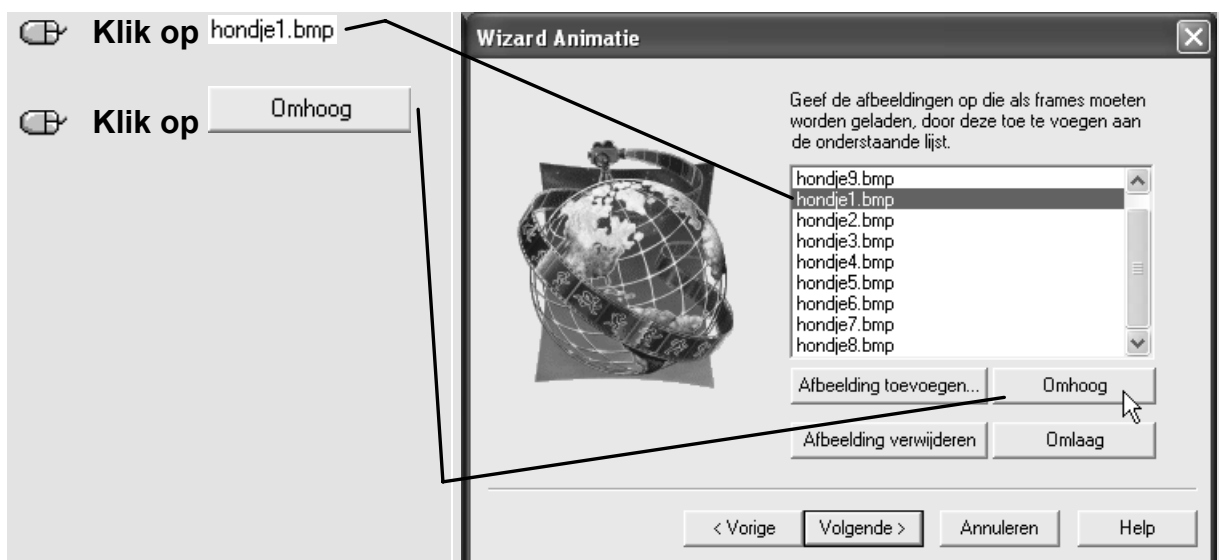 Klik op hondje1.bmp
Klik op Omhoog
Wizard Animatie
Geef de afbeeldingen op die als frames moeten
worden geladen, door deze toe te voegen aan
de onderstaande lijst.
hondje9.bmp
hondje1.bmp
hondje2.bmp
hondje3.bmp
hondje4.bmp
hondje5.bmp
hondje6.bmp
hondje7.bmp
hondje8.bmp
Afbeelding toevoegen... Omhoog
Afbeelding verwijderen Omlaag
< Vorige Volgende > Annuleren Help